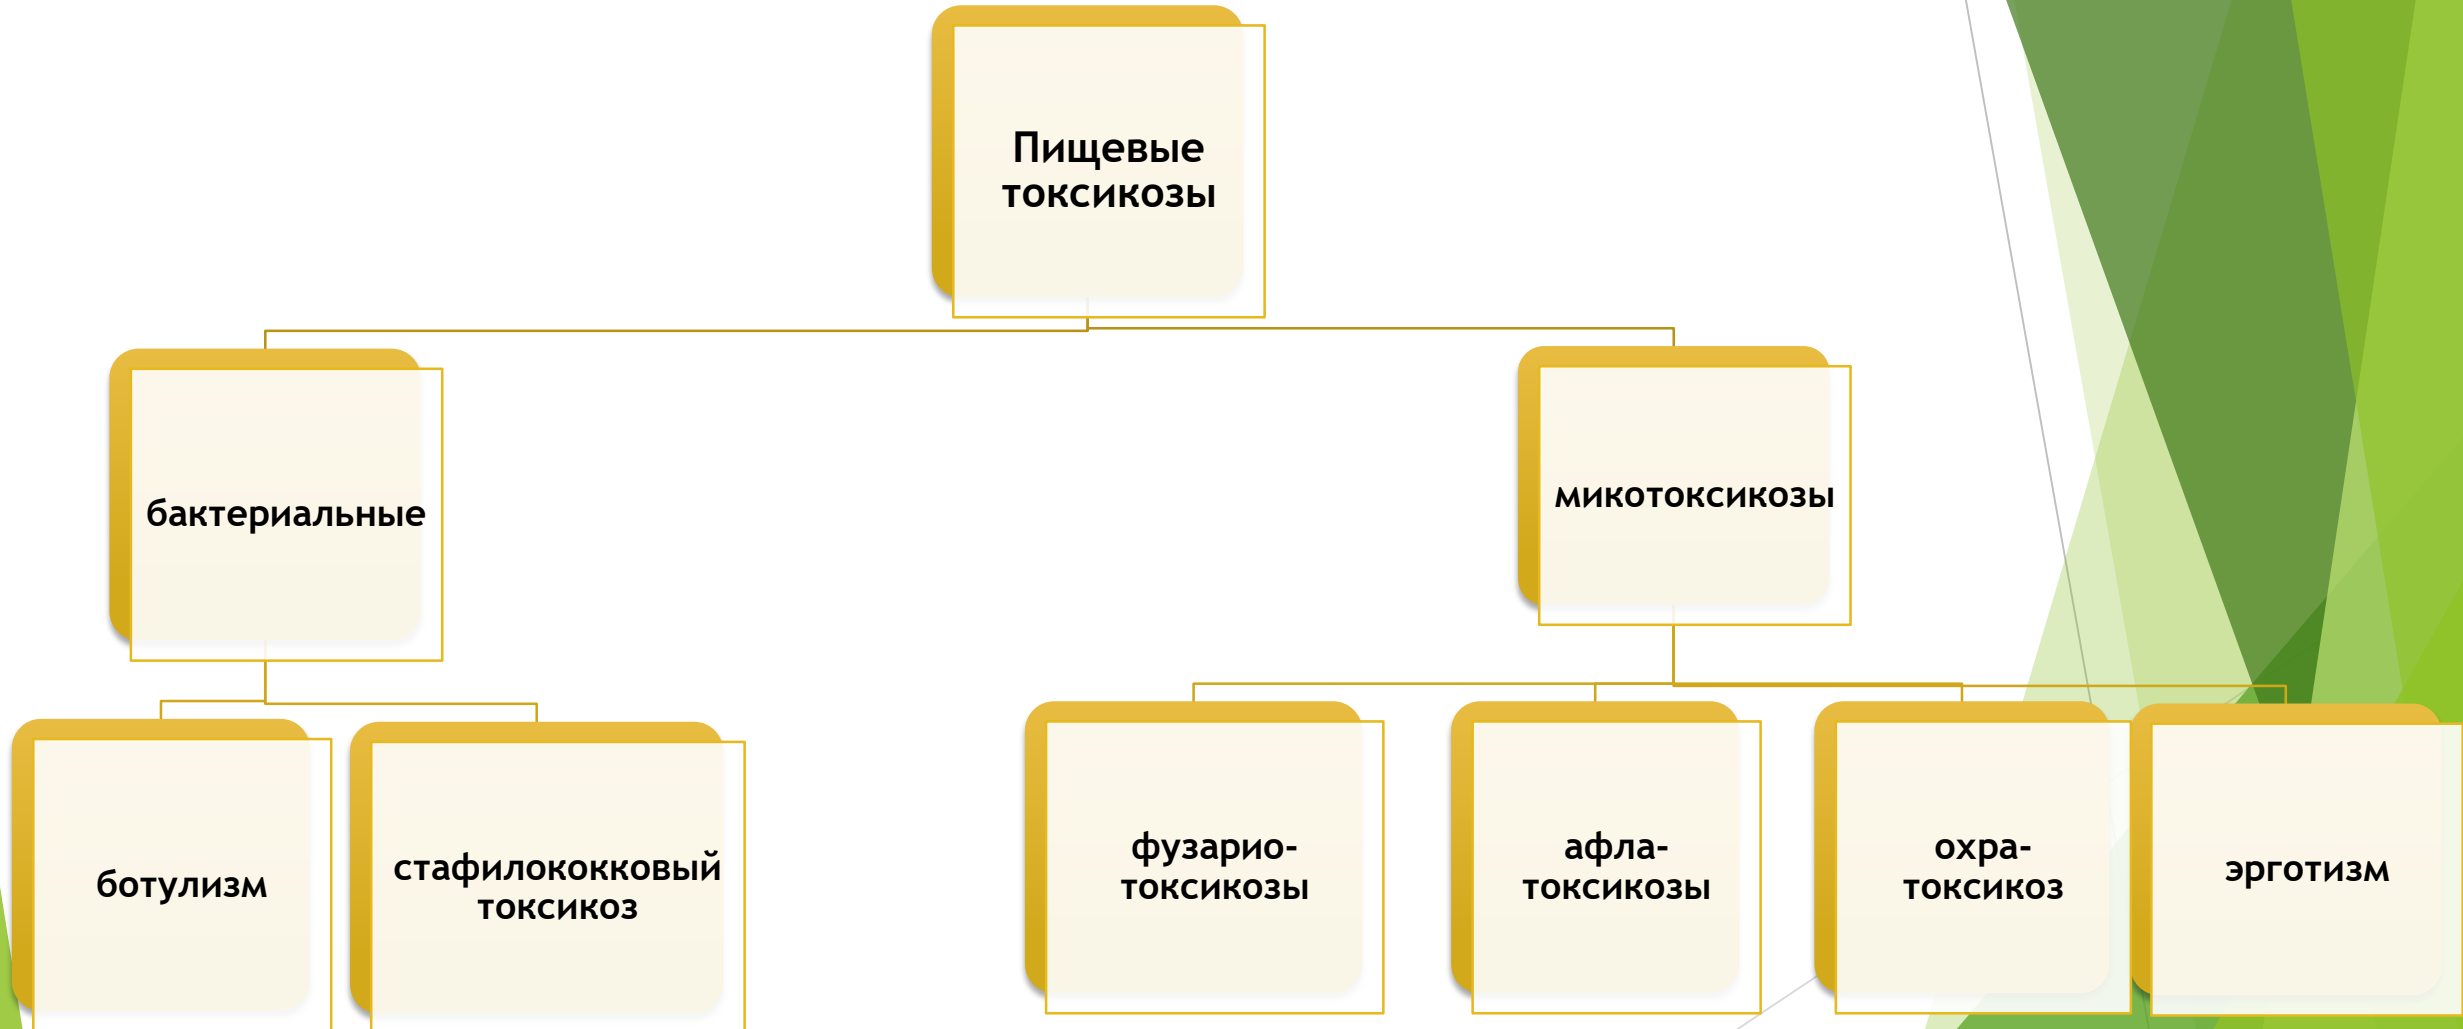 Пищевые
токсикозы
бактериальные
микотоксикозы
ботулизм
стафилококковый
токсикоз
фузарио-
токсикозы
афла-
токсикозы
охра-
токсикоз
эрготизм